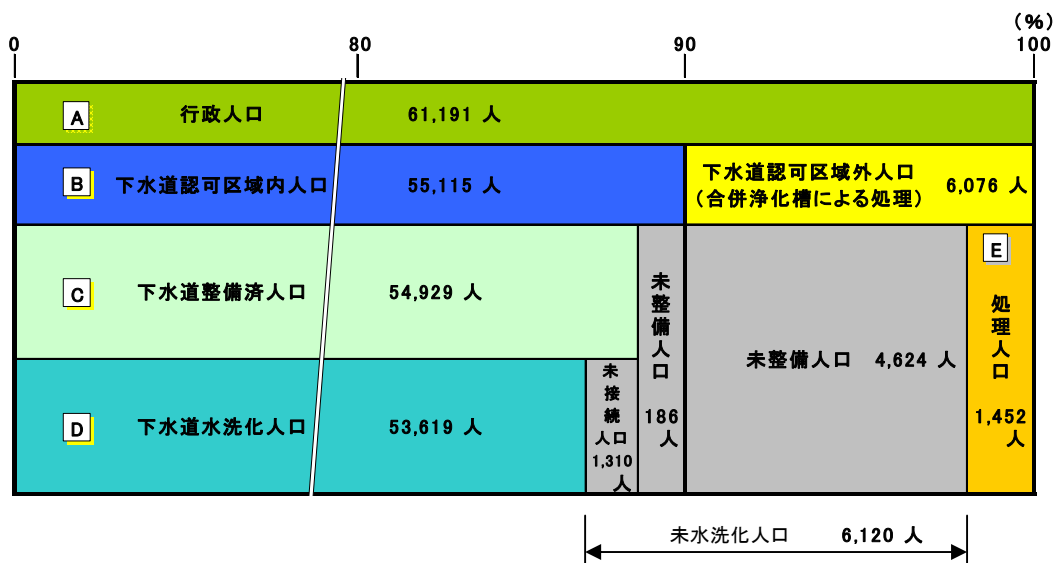 (%)
0 80 90 100
A 行政人口 61,191 人
B 下水道認可区域内人口 55,115 人
下水道認可区域外人口
(合併浄化槽による処理)
6,076 人
C 下水道整備済人口 54,929 人
未整備人口
186
人
未整備人口 4,624 人
E
処理人口
1,452
人
D 下水道水洗化人口 53,619 人
未
接
続
人口
1,310
人
未水洗化人口 6,120 人